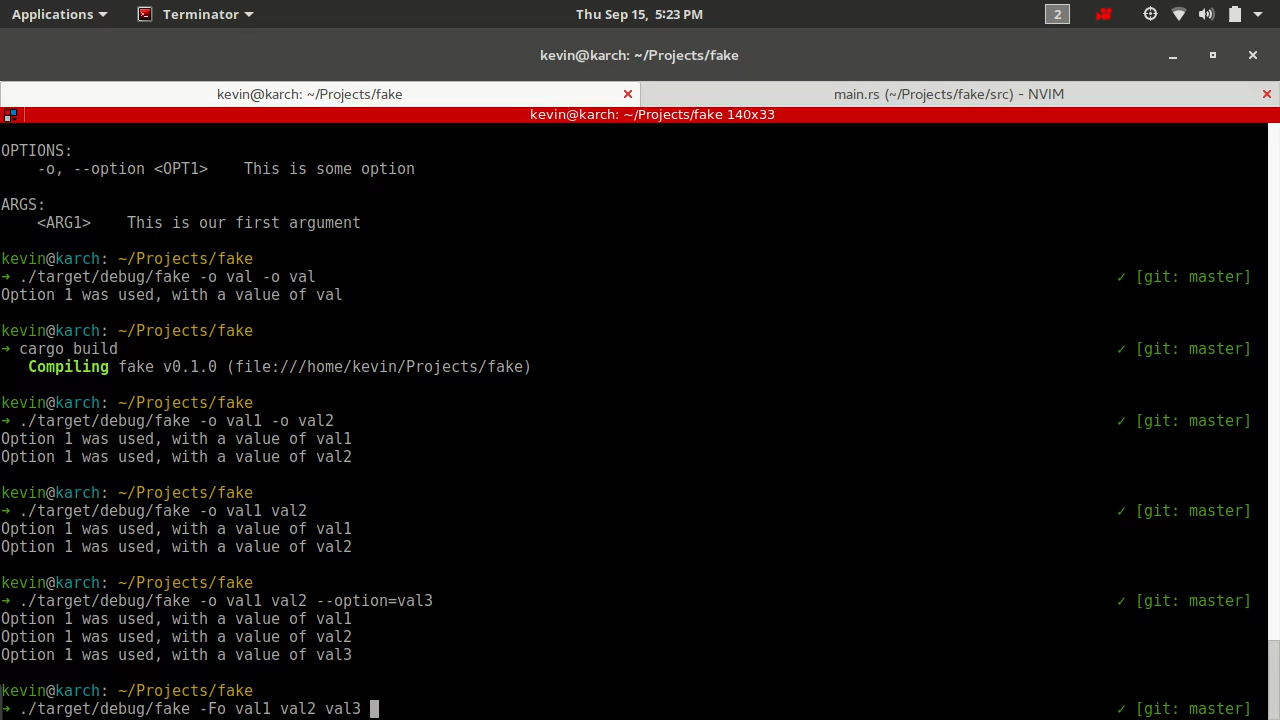 Applications Terminator Thu Sep 15, 5:23 PM 2
kevin@karch: ~/Projects/fake
kevin@karch: ~/Projects/fake main.rs (~/Projects/fake/src) - NVIM
kevin@karch: ~/Projects/fake 140x33
OPTIONS:
    -o, --option <OPT1>    This is some option
ARGS:
    <ARG1>    This is our first argument
kevin@karch: ~/Projects/fake
➜ ./target/debug/fake -o val -o val ✓ [git: master]
Option 1 was used, with a value of val
kevin@karch: ~/Projects/fake
➜ cargo build ✓ [git: master]
   Compiling fake v0.1.0 (file:///home/kevin/Projects/fake)
kevin@karch: ~/Projects/fake
➜ ./target/debug/fake -o val1 -o val2 ✓ [git: master]
Option 1 was used, with a value of val1
Option 1 was used, with a value of val2
kevin@karch: ~/Projects/fake
➜ ./target/debug/fake -o val1 val2 ✓ [git: master]
Option 1 was used, with a value of val1
Option 1 was used, with a value of val2
kevin@karch: ~/Projects/fake
➜ ./target/debug/fake -o val1 val2 --option=val3 ✓ [git: master]
Option 1 was used, with a value of val1
Option 1 was used, with a value of val2
Option 1 was used, with a value of val3
kevin@karch: ~/Projects/fake
➜ ./target/debug/fake -Fo val1 val2 val3 ✓ [git: master]